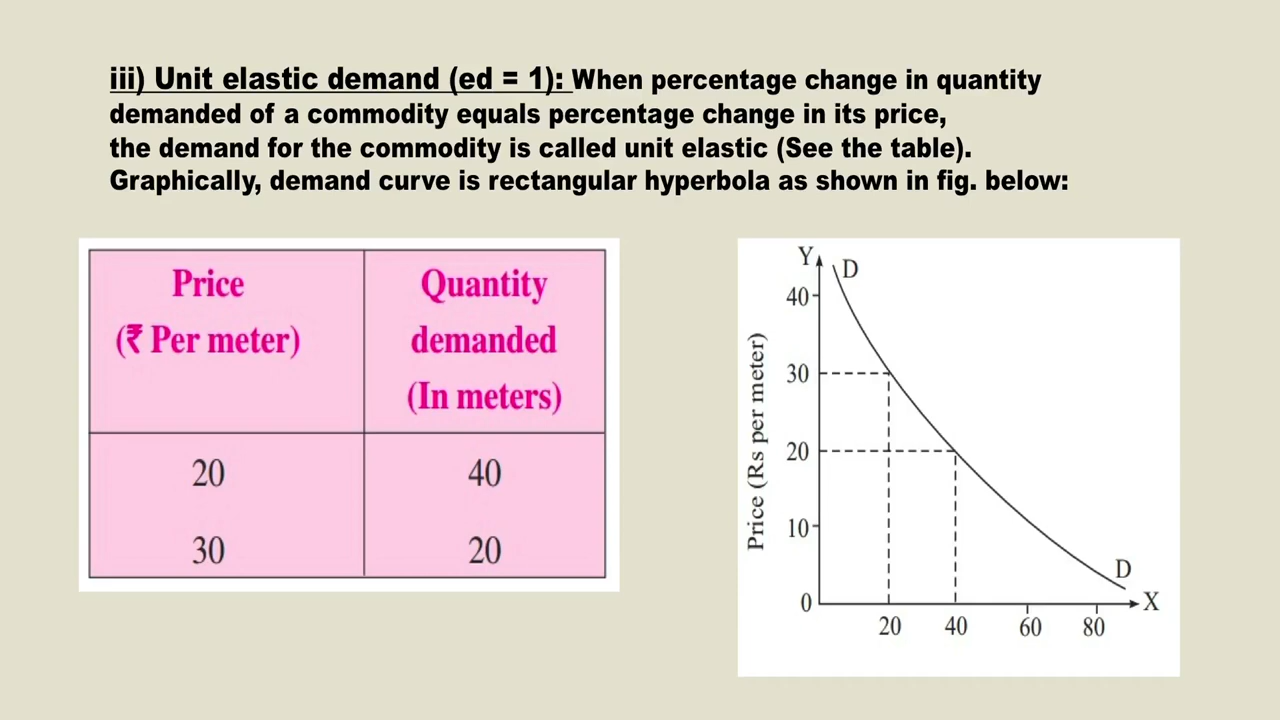 iii) Unit elastic demand (ed = 1): When percentage change in quantity
demanded of a commodity equals percentage change in its price,
the demand for the commodity is called unit elastic (See the table).
Graphically, demand curve is rectangular hyperbola as shown in fig. below:
Price
(₹ Per meter)
Quantity
demanded
(In meters)
20 40
30 20
Y
D
40
30
20
10
0
Price (Rs per meter)
D
X
20 40 60 80